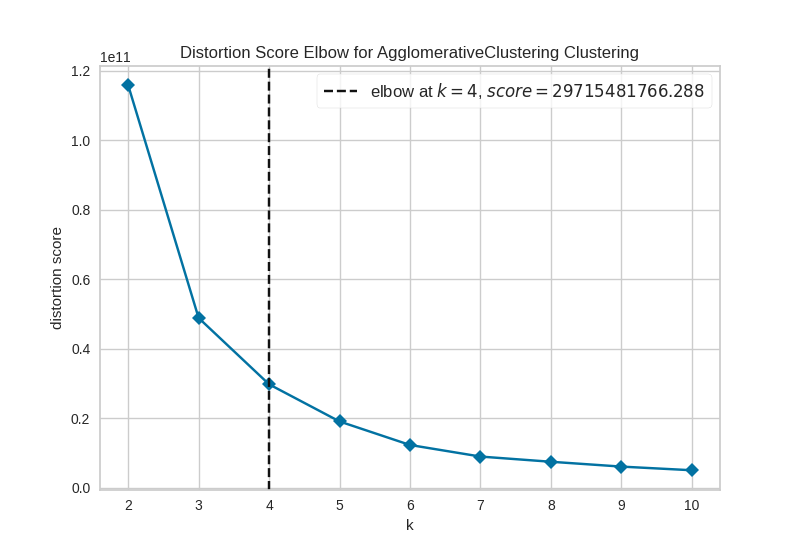 Distortion Score Elbow for AgglomerativeClustering Clustering
1e11
elbow at k = 4, score = 29715481766.288
1.2
1.0
0.8
0.6
0.4
0.2
0.0
distortion score
2 3 4 5 6 7 8 9 10
k